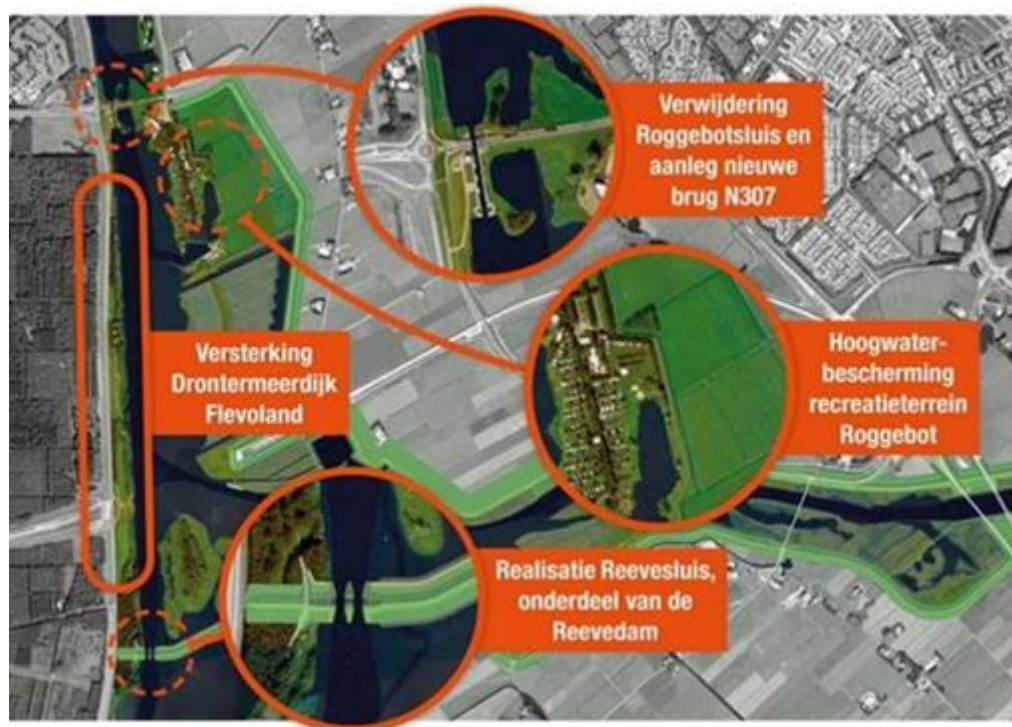 Verwijdering
Roggebotsluis en
aanleg nieuwe
brug N307
Versterking
Drontermeerdijk
Flevoland
Hoogwater-
bescherming
recreatieterrein
Roggebot
Realisatie Reevesluis,
onderdeel van de
Reevedam